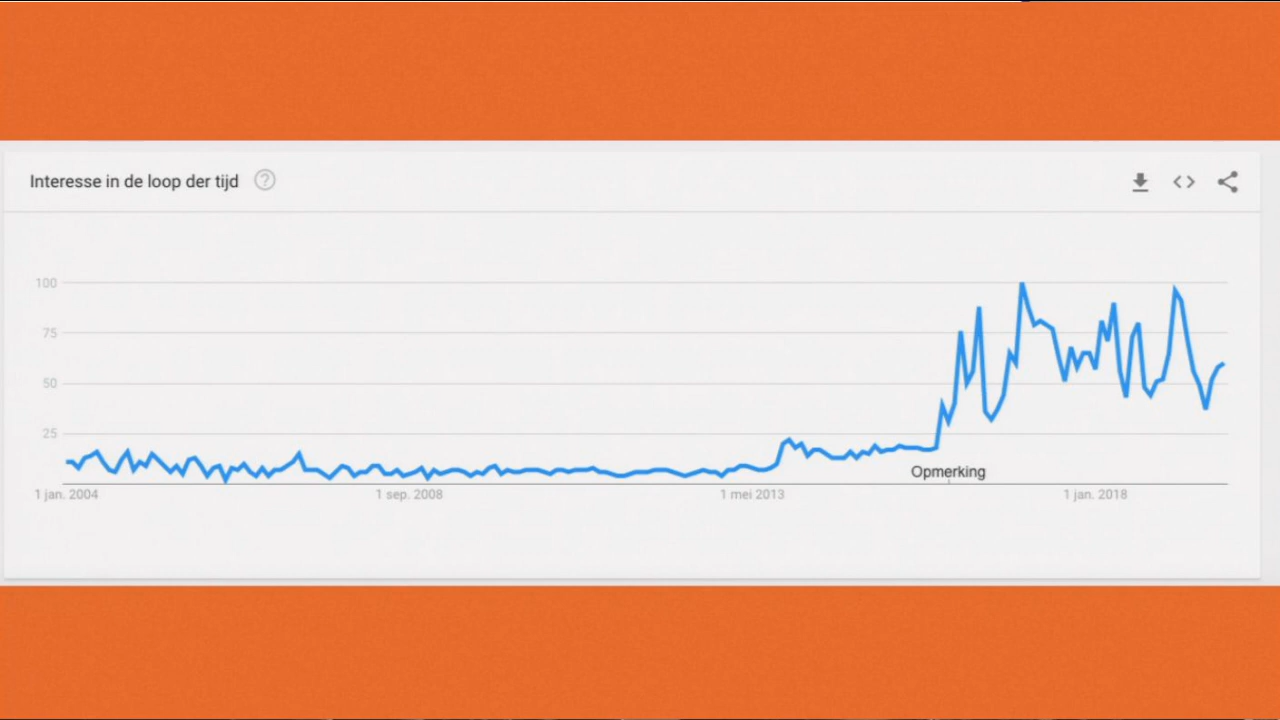 Interesse in de loop der tijd ?
100
75
50
25
Opmerking
1 jan. 2004 1 sep. 2008 1 mei 2013 1 jan. 2018